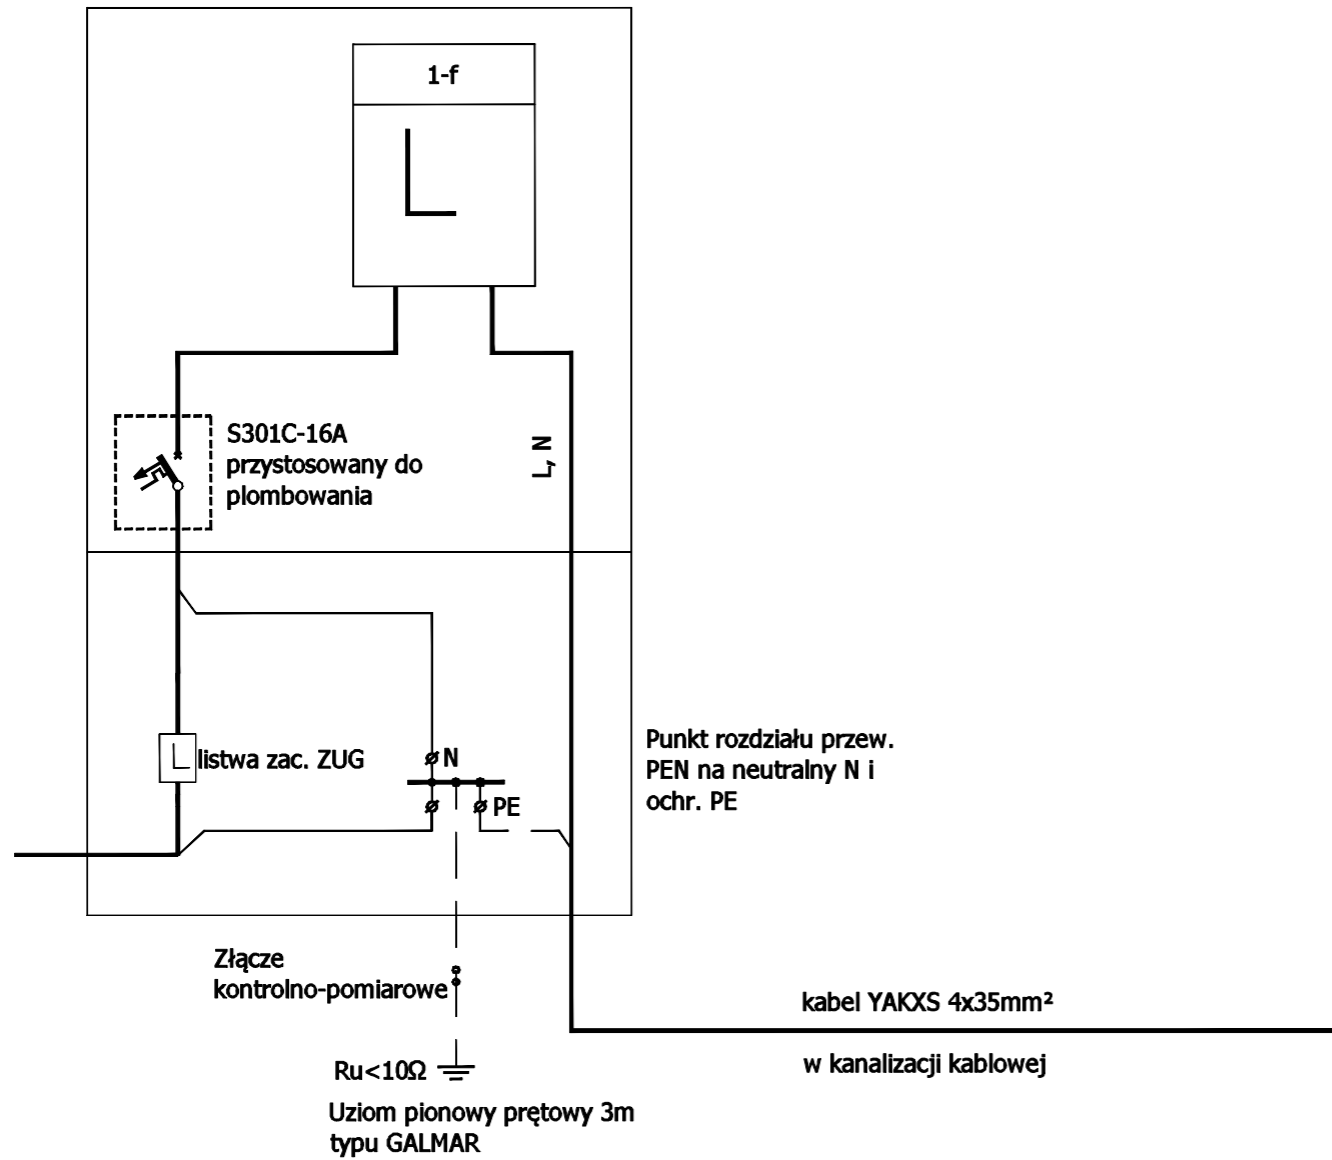 1-f
L
S301C-16A
przystosowany do
plombowania
L, N
L
listwa zac. ZUG
N
PE
Punkt rozdziału przew.
PEN na neutralny N i
ochr. PE
Złącze
kontrolno-pomiarowe
kabel YAKXS 4x35mm²
w kanalizacji kablowej
Ru<10Ω
Uziom pionowy prętowy 3m
typu GALMAR